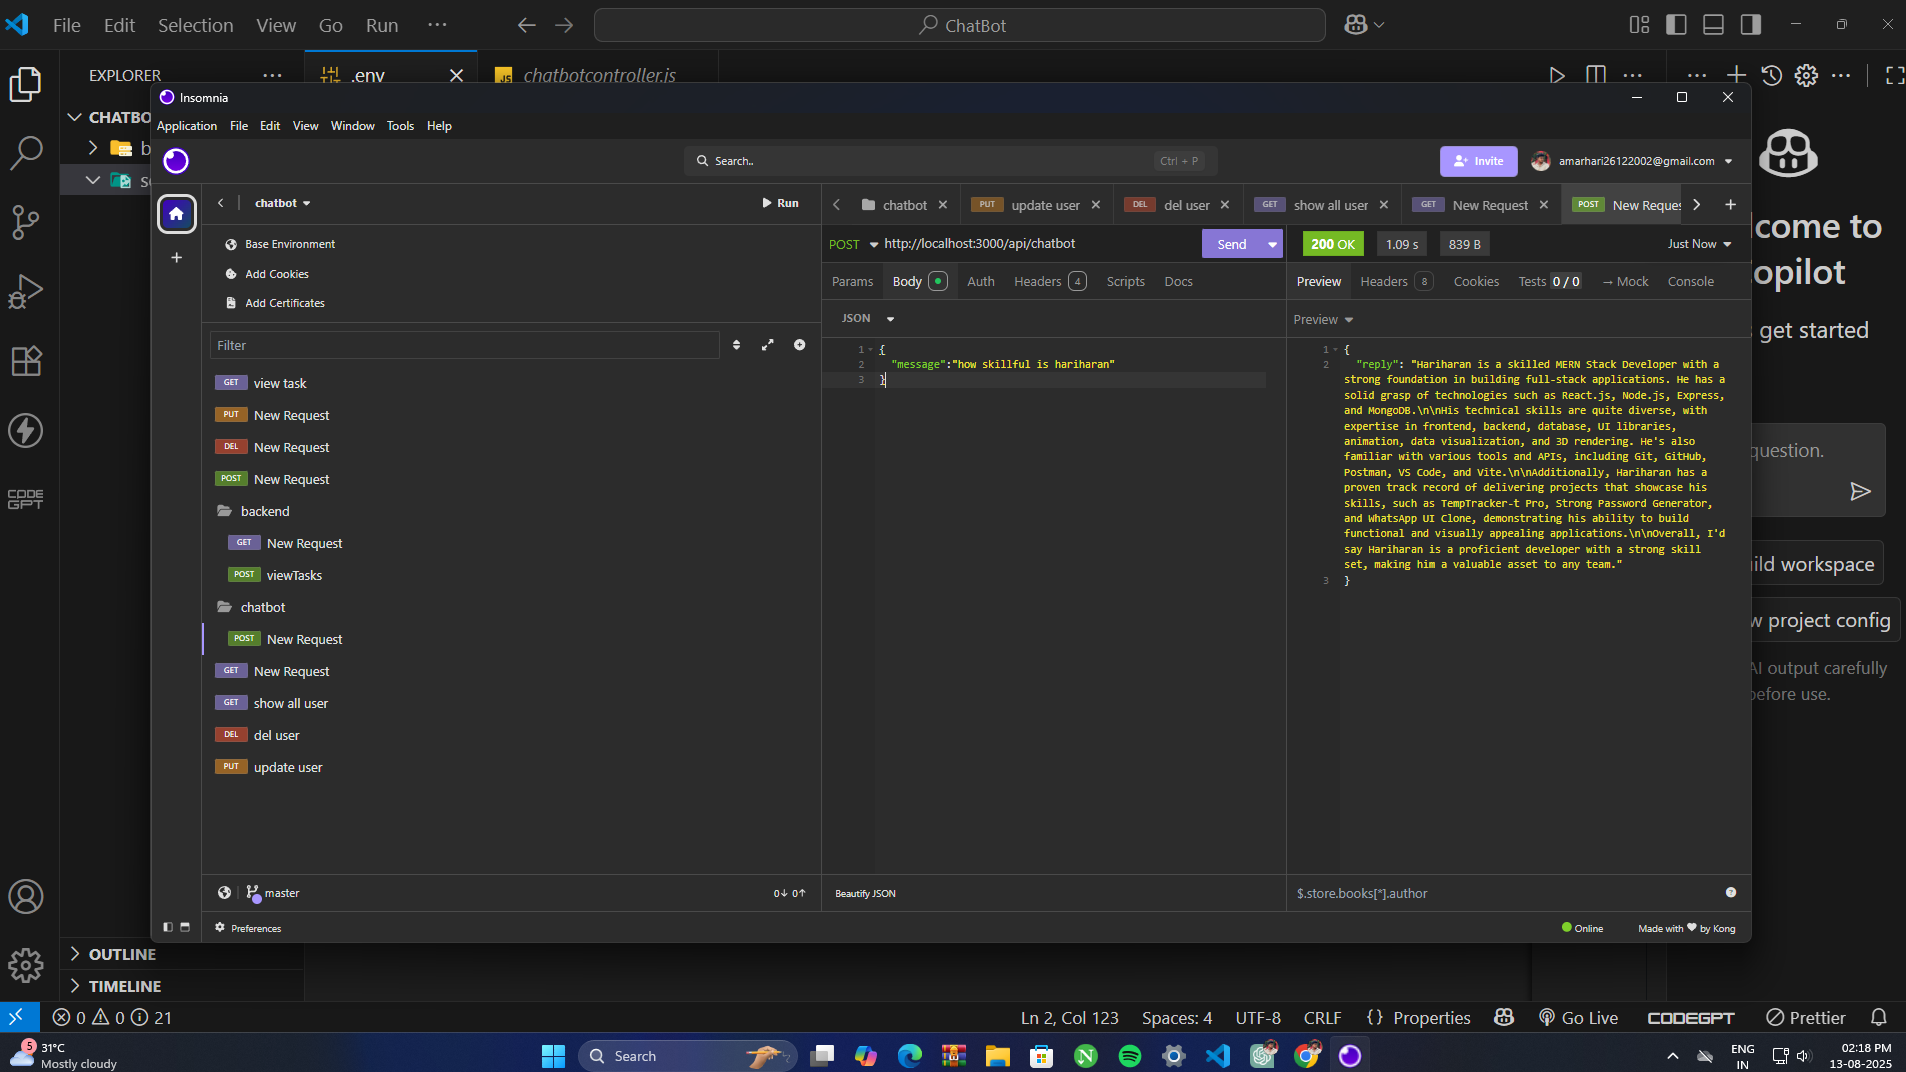 File Edit Selection View Go Run ···
ChatBot
EXPLORER ···
.env
JS chatbotcontroller.js
CHATBO
b
Insomnia
Application File Edit View Window Tools Help
Search.. Ctrl + P
Invite
amarhari26122002@gmail.com
chatbot
Run
chatbot
PUT update user
DEL del user
GET show all user
GET New Request
POST New Reques
Base Environment
Add Cookies
Add Certificates
Filter
GET view task
PUT New Request
DEL New Request
POST New Request
backend
GET New Request
POST viewTasks
chatbot
POST New Request
GET New Request
GET show all user
DEL del user
PUT update user
master
0↓ 0↑
Preferences
POST http://localhost:3000/api/chatbot Send
Params Body Auth Headers 4 Scripts Docs
JSON
1 {
2 "message":"how skillful is hariharan"
3 }
Beautify JSON
200 OK 1.09 s 839 B Just Now
Preview Headers 8 Cookies Tests 0 / 0 → Mock Console
Preview
1 {
2 "reply": "Hariharan is a skilled MERN Stack Developer with a
strong foundation in building full-stack applications. He has a
solid grasp of technologies such as React.js, Node.js, Express,
and MongoDB.\n\nHis technical skills are quite diverse, with
expertise in frontend, backend, database, UI libraries,
animation, data visualization, and 3D rendering. He's also
familiar with various tools and APIs, including Git, GitHub,
Postman, VS Code, and Vite.\n\nAdditionally, Hariharan has a
proven track record of delivering projects that showcase his
skills, such as TempTracker-t Pro, Strong Password Generator,
and WhatsApp UI Clone, demonstrating his ability to build
functional and visually appealing applications.\n\nOverall, I'd
say Hariharan is a proficient developer with a strong skill
set, making him a valuable asset to any team."
3 }
$.store.books[*].author
Online
Made with ♥ by Kong
come to
opilot
get started
question.
ild workspace
w project config
AI output carefully
before use.
CODE
GPT
OUTLINE
TIMELINE
0 0 21
Ln 2, Col 123 Spaces: 4 UTF-8 CRLF {} Properties Go Live CODEGPT Prettier
5
31°C
Mostly cloudy
Search
ENG
IN
02:18 PM
13-08-2025